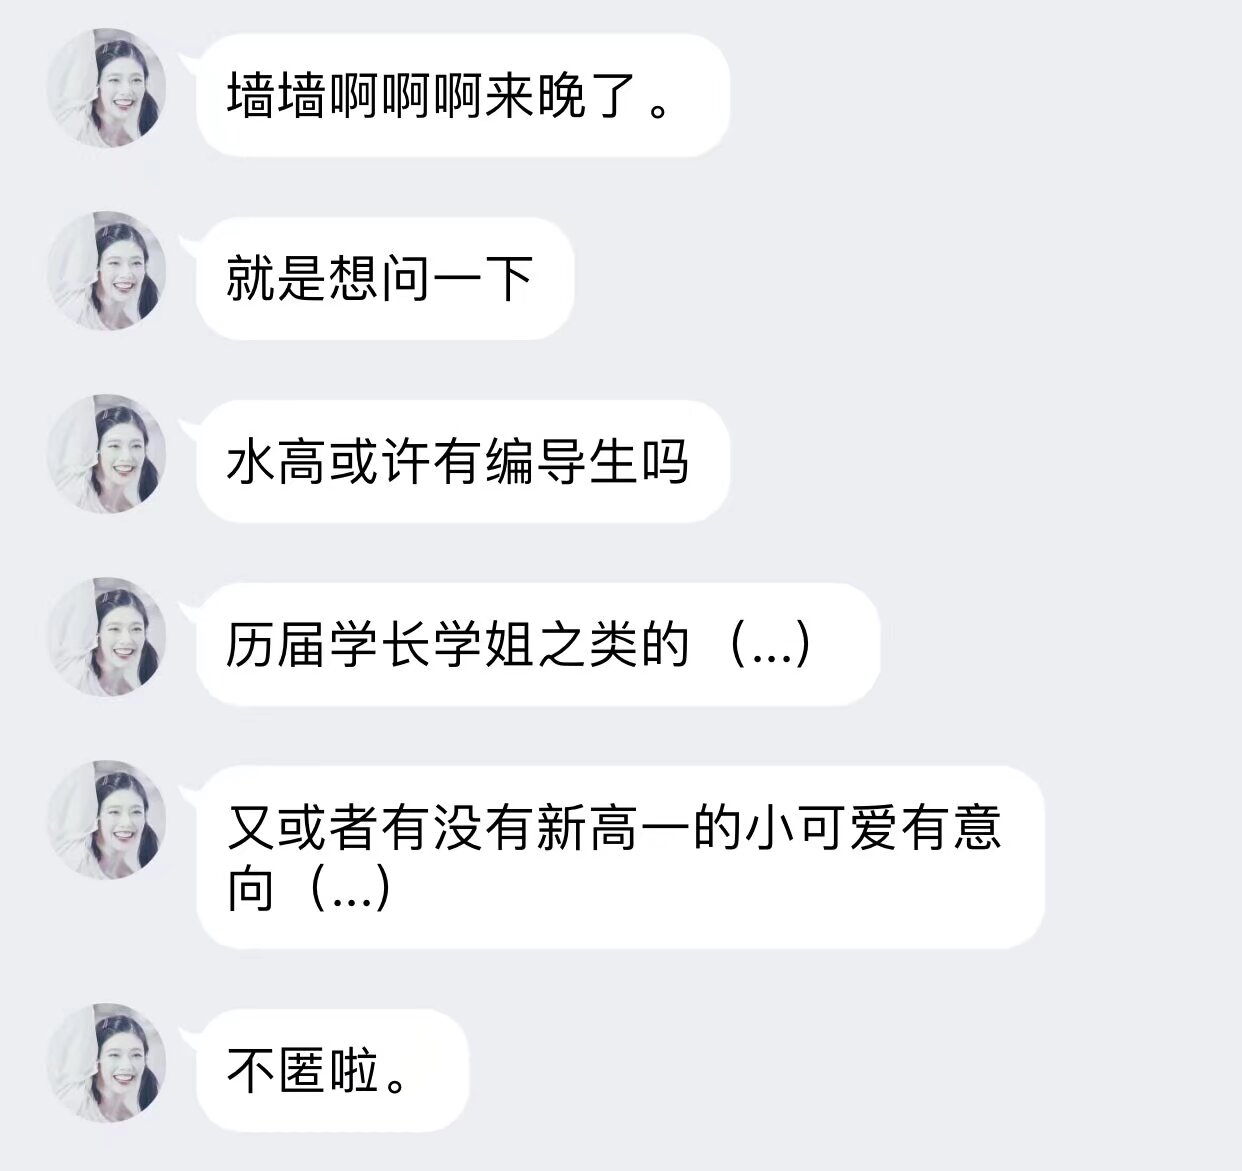 墙墙啊啊啊来晚了。
就是想问一下
水高或许有编导生吗
历届学长学姐之类的（...）
又或者有没有新高一的小可爱有意
向（...）
不匿啦。